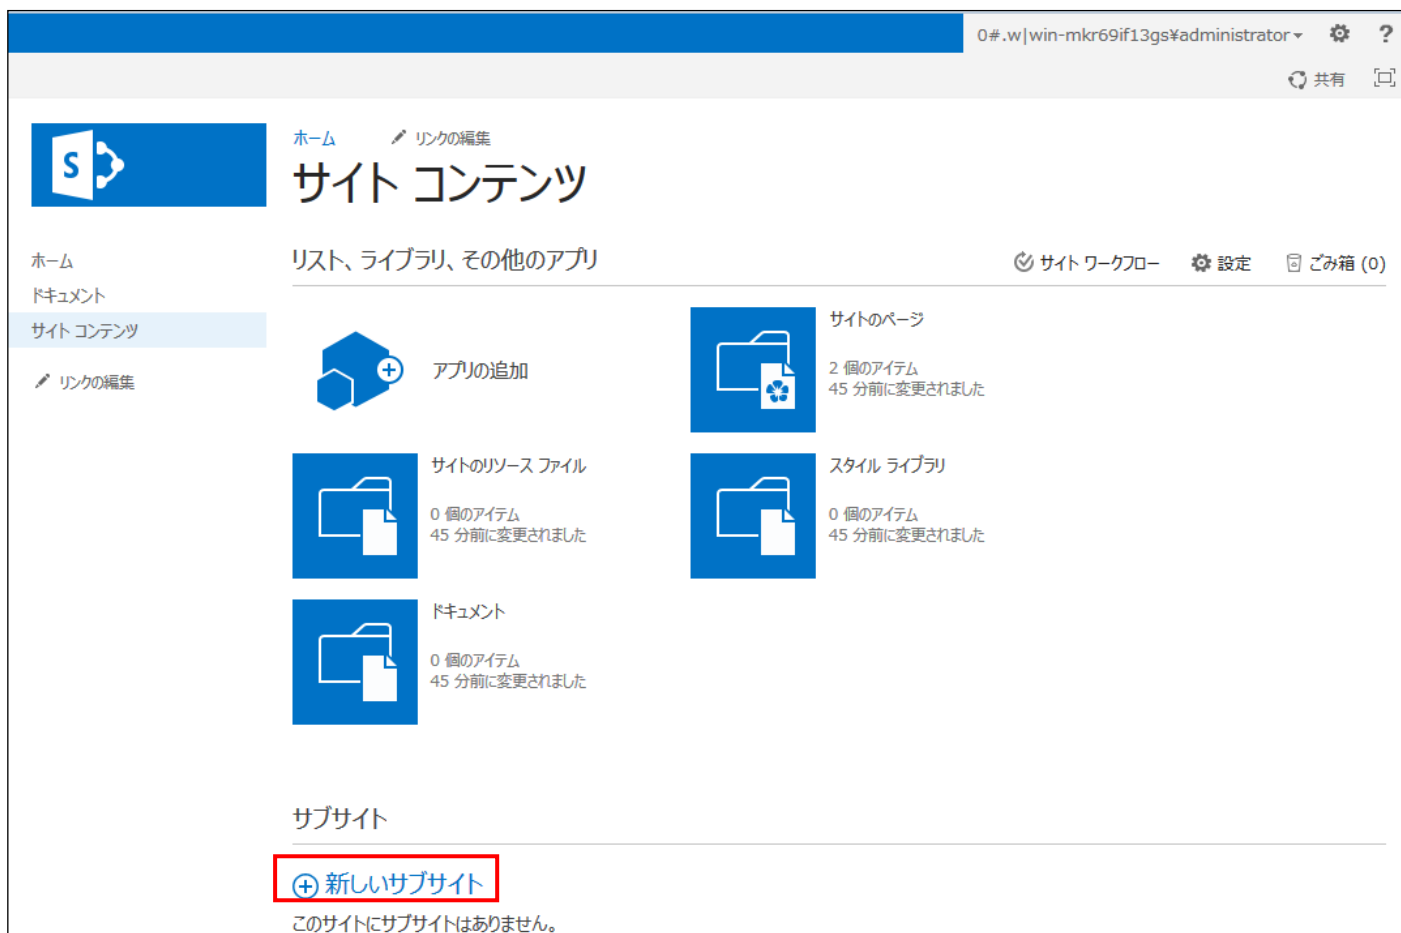 0#.w|win-mkr69if13gs¥administrator
?
共有
S
ホーム
リンクの編集
サイト コンテンツ
ホーム
ドキュメント
サイト コンテンツ
リンクの編集
リスト、ライブラリ、その他のアプリ
サイト ワークフロー
設定
ごみ箱 (0)
アプリの追加
サイトのページ
2 個のアイテム
45 分前に変更されました
サイトのリソース ファイル
0 個のアイテム
45 分前に変更されました
スタイル ライブラリ
0 個のアイテム
45 分前に変更されました
ドキュメント
0 個のアイテム
45 分前に変更されました
サブサイト
新しいサブサイト
このサイトにサブサイトはありません。